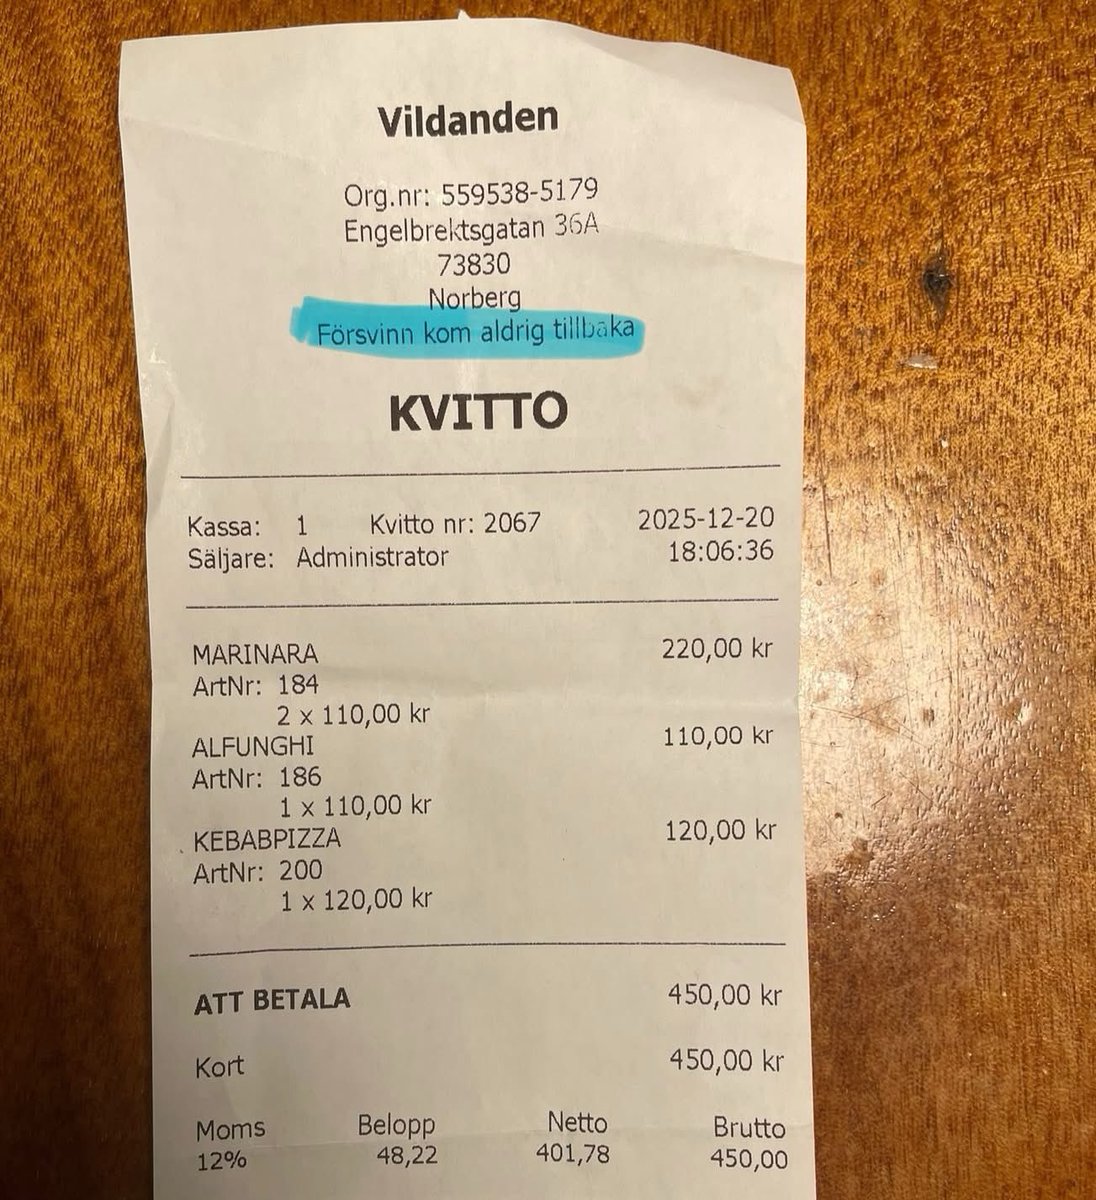 Vildanden
Org.nr: 559538-5179
Engelbrektsgatan 36A
73830
Norberg
Försvinn kom aldrig tillbaka
KVITTO
Kassa: 1 Kvitto nr: 2067 2025-12-20
Säljare: Administrator 18:06:36
MARINARA 220,00 kr
ArtNr: 184
2 x 110,00 kr
ALFUNGHI 110,00 kr
ArtNr: 186
1 x 110,00 kr
KEBABPIZZA 120,00 kr
ArtNr: 200
1 x 120,00 kr
ATT BETALA 450,00 kr
Kort 450,00 kr
Moms Belopp Netto Brutto
12% 48,22 401,78 450,00